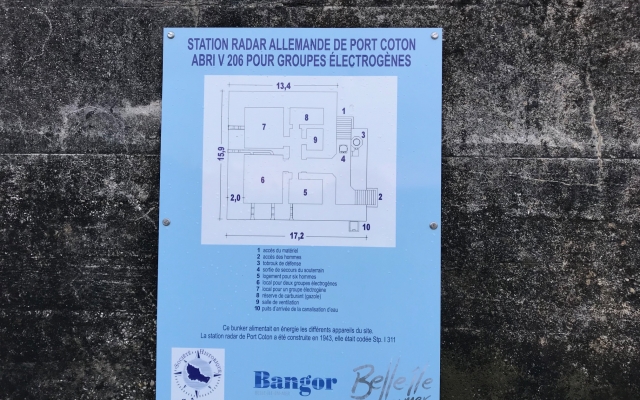 STATION RADAR ALLEMANDE DE PORT COTON
ABRI V 206 POUR GROUPES ÉLECTROGÈNES
13,4
1
8
7
3
9
15,9
4
6
5
2,0
2
10
17,2
1 accés du matériel
2 accés des hommes
3 tobrouk de défense
4 sortie de secours du souterrain
5 logement pour six hommes
6 local pour deux groupes électrogènes
7 local pour un groupe électrogène
8 réserve de carburant (gazole)
9 salle de ventilation
10 puits d'arrivée de la canalisation d'eau
Ce bunker alimentait en énergie les différents appareils du site.
La station radar de Port Coton a été construite en 1943, elle était codée Stp. I 311
Bangor
Belle Ile